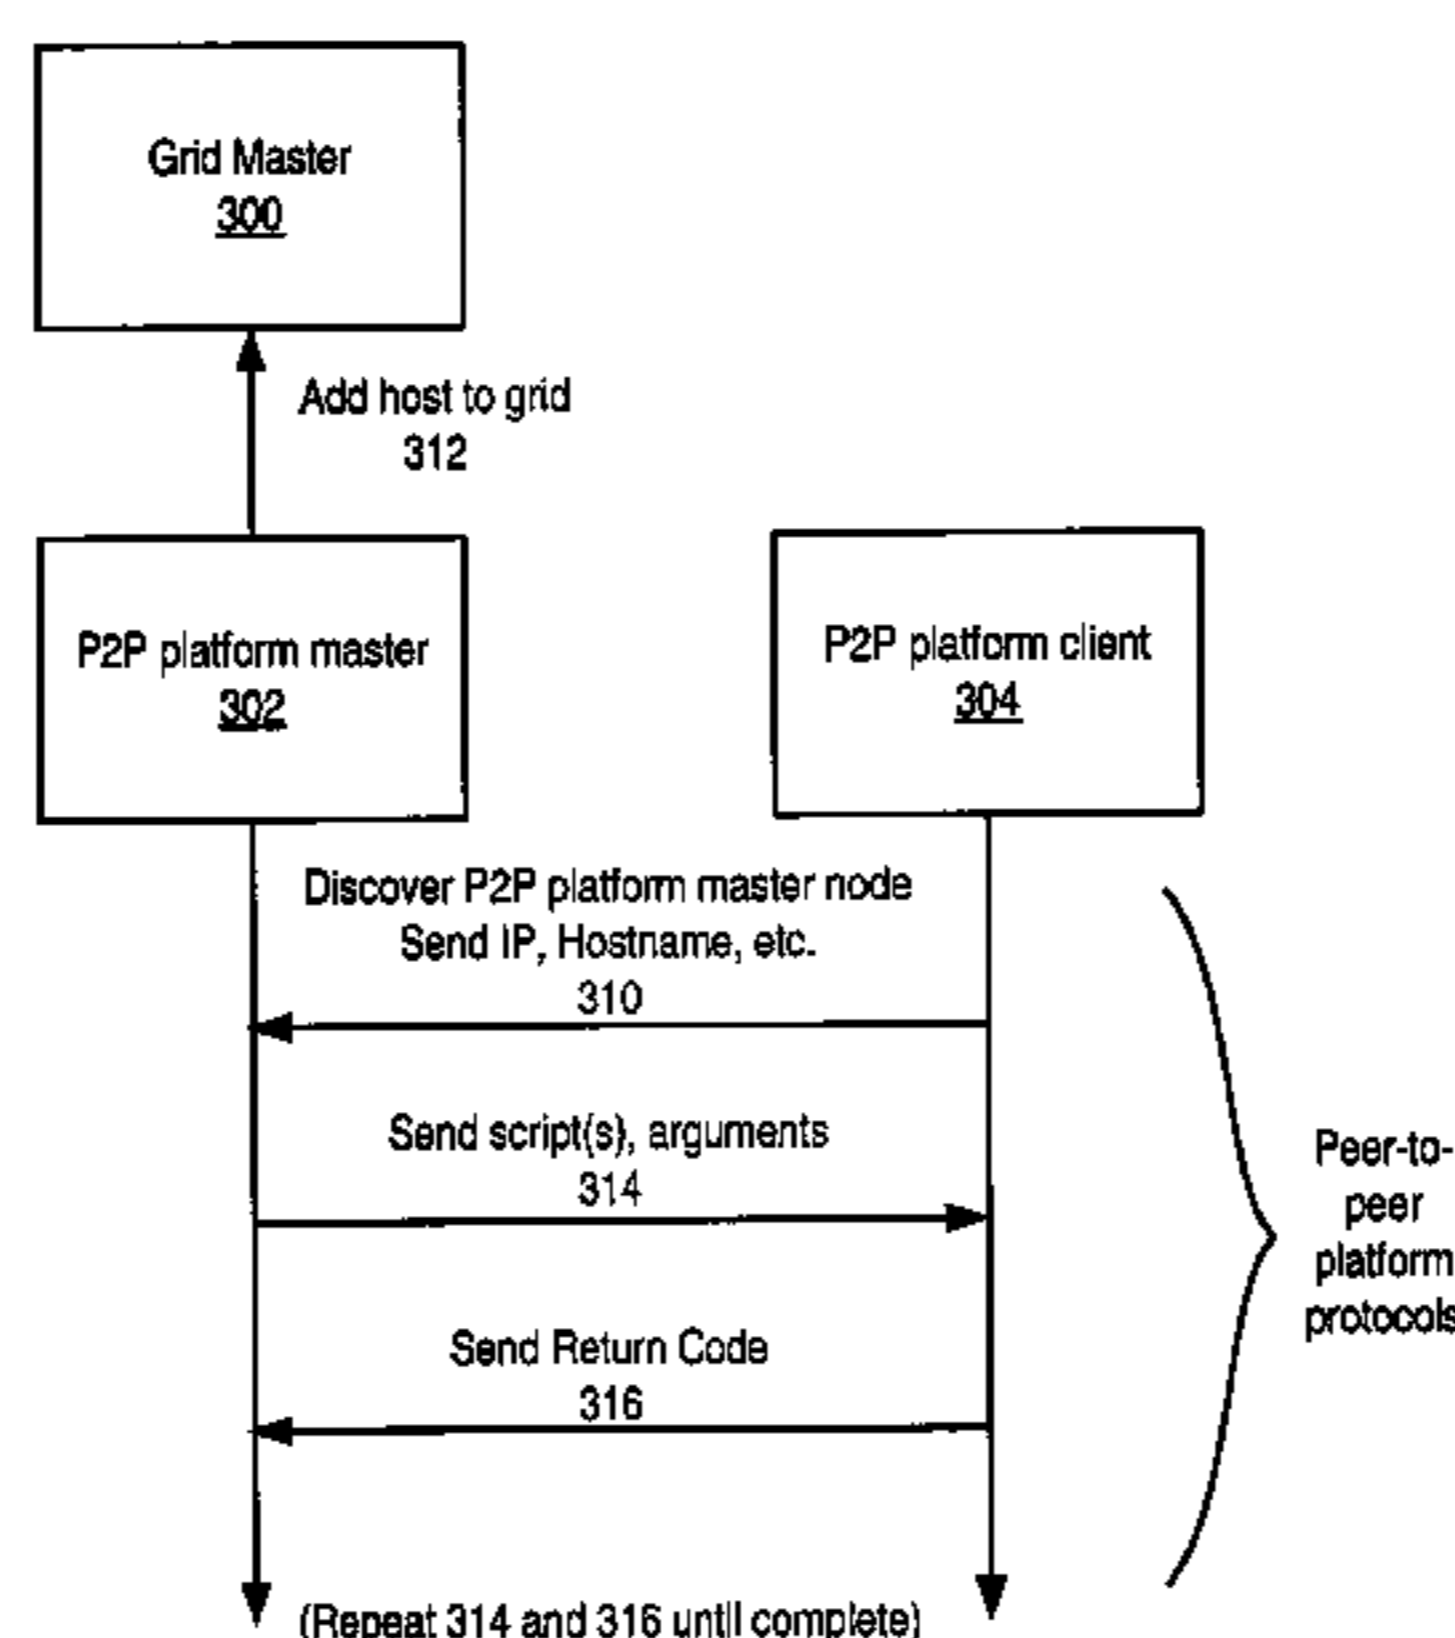 Grid Master
300
Add host to grid
312
P2P platform master
302
P2P platform client
304
Discover P2P platform master node
Send IP, Hostname, etc.
310
Send script(s), arguments
314
Send Return Code
316
Peer-to-
peer
platform
protocols
(Repeat 314 and 316 until complete)